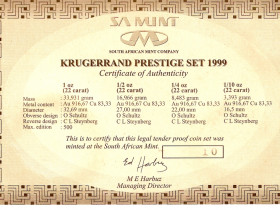 SA MINT
SOUTH AFRICAN MINT COMPANY
KRUGERRAND PRESTIGE SET 1999
Certificate of Authenticity
1 oz 1/2 oz 1/4 oz 1/10 oz
(22 carat) (22 carat) (22 carat) (22 carat)
Mass : 33,931 gram 16,966 gram 8,483 gram 3,393 gram
Metal content : Au 916,67 Cu 83,33 Au 916,67 Cu 83,33 Au 916,67 Cu 83,33 Au 916,67 Cu 83,33
Diameter : 32,69 mm 27,00 mm 22,00 mm 16,5 mm
Obverse design : O Schultz O Schultz O Schultz O Schultz
Reverse design : C L Steynberg C L Steynberg C L Steynberg C L Steynberg
Max. edition : 500
This is to certify that this legal tender proof coin set was
minted at the South African Mint.
10
M E Harbuz
Managing Director